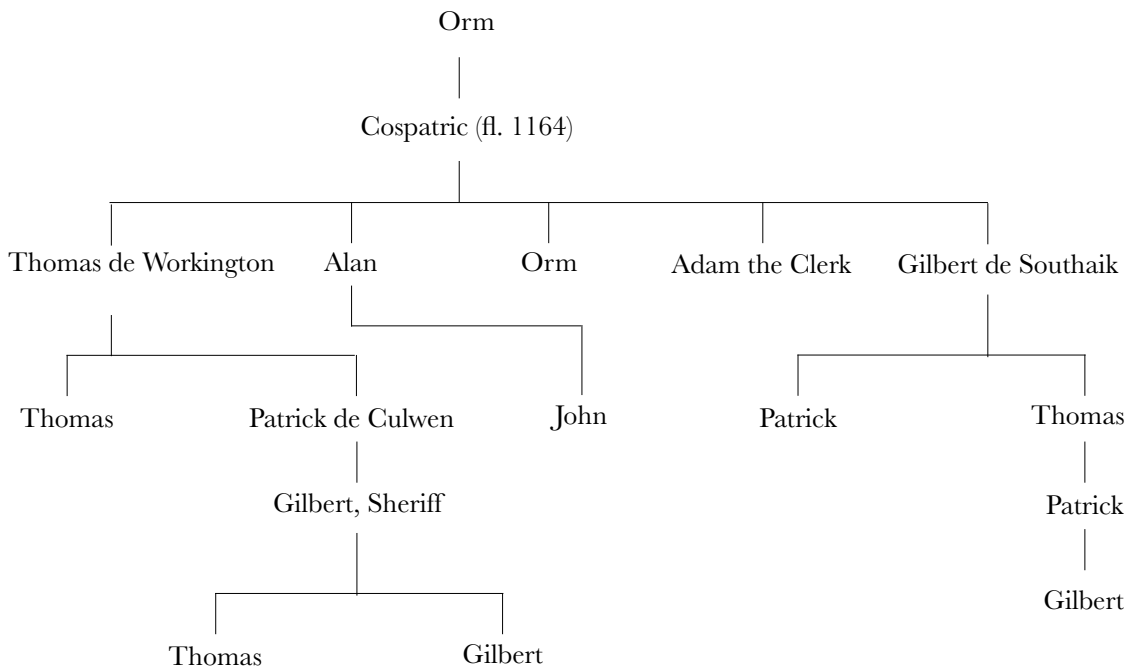 Orm
Cospatric (fl. 1164)
Thomas de Workington Alan Orm Adam the Clerk Gilbert de Southaik
Thomas Patrick de Culwen John Patrick Thomas
Gilbert, Sheriff Patrick
Gilbert
Thomas Gilbert